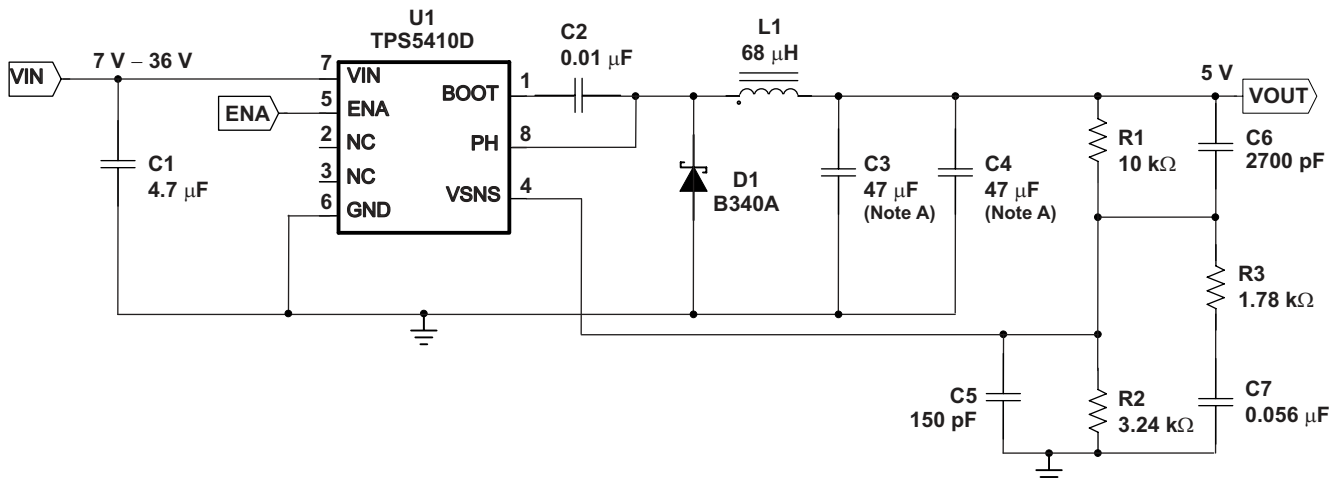 U1
TPS5410D
C2
0.01 μF
L1
68 μH
VIN
7 V – 36 V
7
VIN
5
ENA
ENA
2
NC
3
NC
6
GND
BOOT
1
PH
8
VSNS
4
C1
4.7 μF
D1
B340A
C3
47 μF
(Note A)
C4
47 μF
(Note A)
5 V
VOUT
R1
10 kΩ
C6
2700 pF
R3
1.78 kΩ
C5
150 pF
R2
3.24 kΩ
C7
0.056 μF